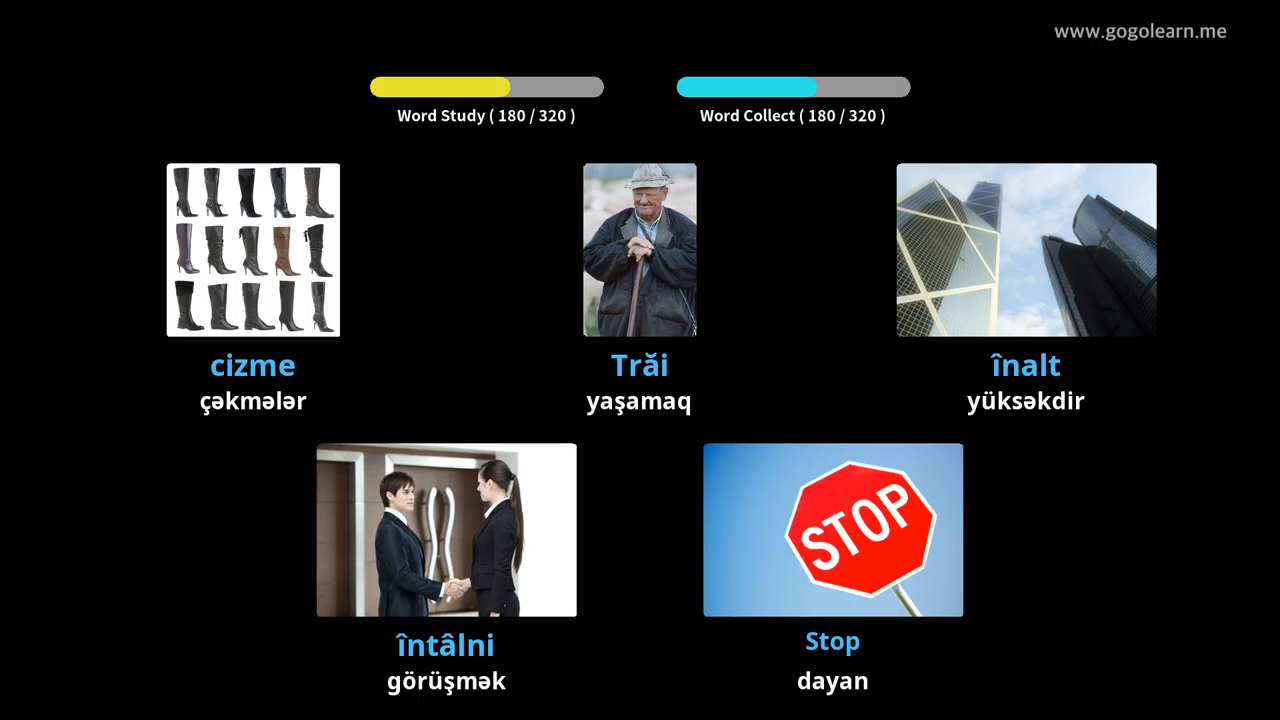 www.gogolearn.me
Word Study ( 180 / 320 )
Word Collect ( 180 / 320 )
cizme
çəkmələr
Trăi
yaşamaq
înalt
yüksəkdir
întâlni
görüşmək
STOP
Stop
dayan